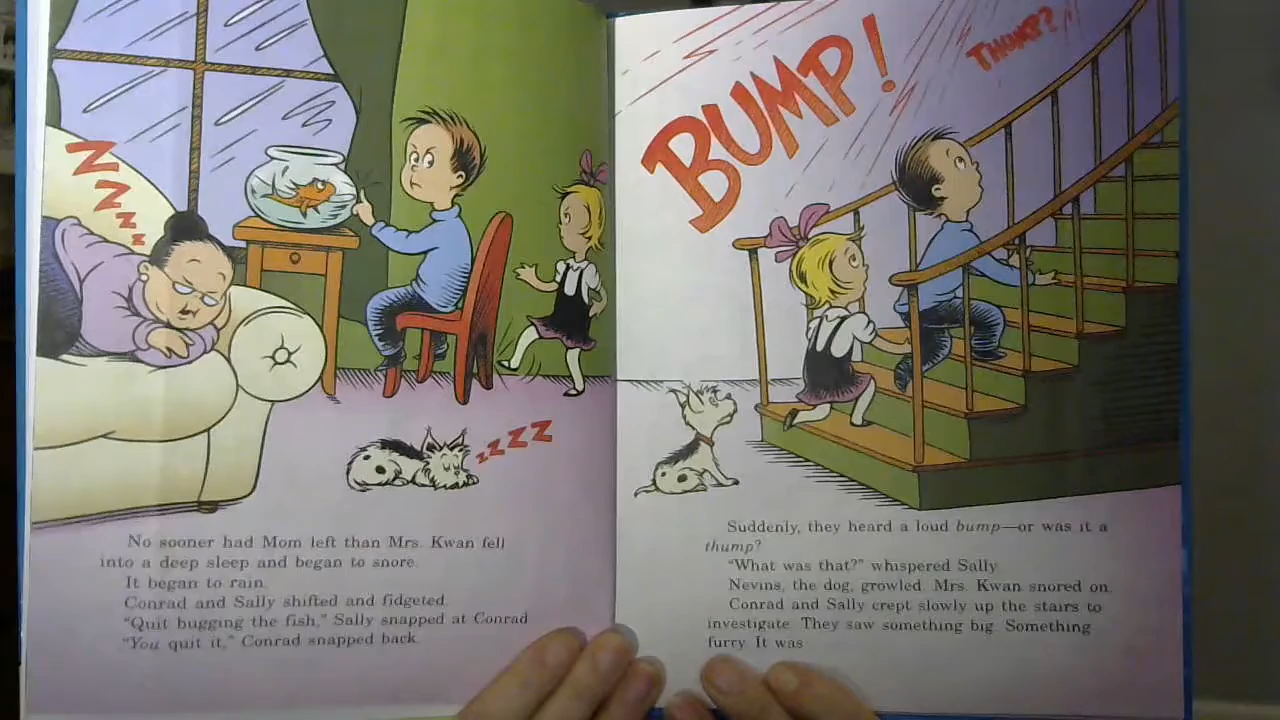 Z
Z
Z
Z
Z
No sooner had Mom left than Mrs. Kwan fell
into a deep sleep and began to snore.
It began to rain.
Conrad and Sally shifted and fidgeted.
"Quit bugging the fish," Sally snapped at Conrad.
"You quit it," Conrad snapped back.
ZZZZZ
BUMP!
THUMP?
Suddenly, they heard a loud bump—or was it a
thump?
"What was that?" whispered Sally.
Nevins, the dog, growled. Mrs. Kwan snored on.
Conrad and Sally crept slowly up the stairs to
investigate. They saw something big. Something
furry. It was